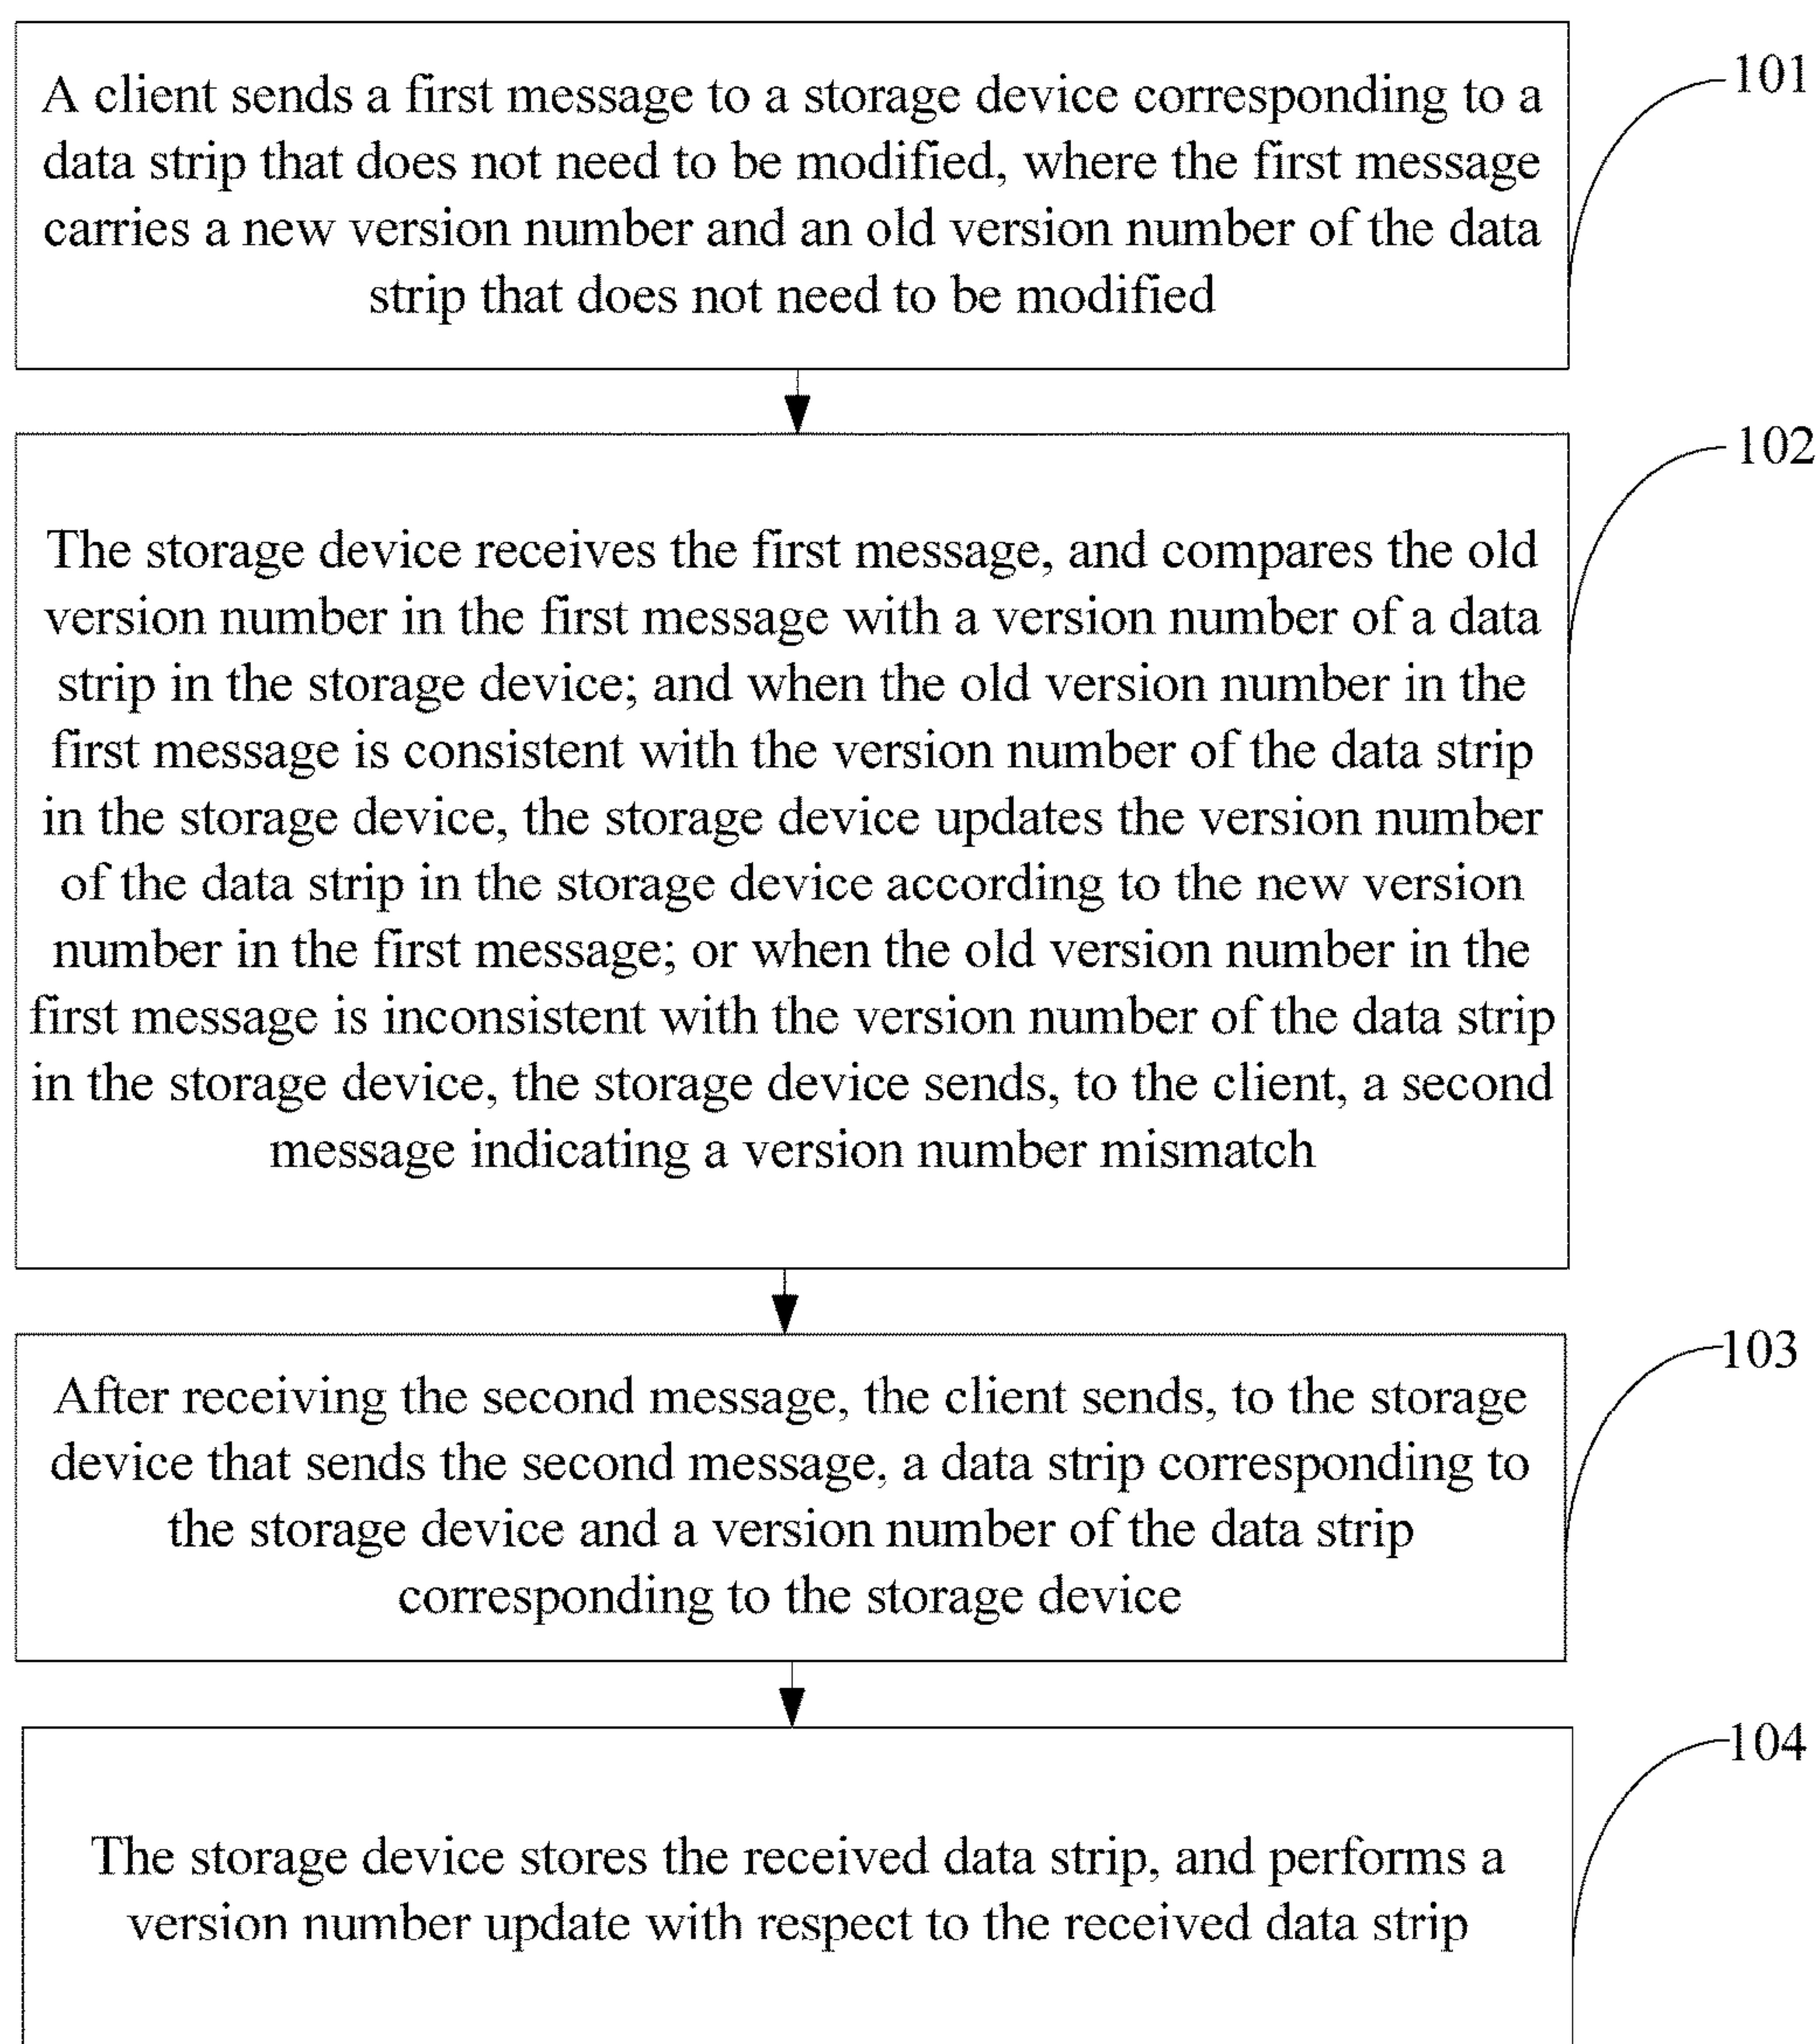 A client sends a first message to a storage device corresponding to a
data strip that does not need to be modified, where the first message
carries a new version number and an old version number of the data
strip that does not need to be modified
101
The storage device receives the first message, and compares the old
version number in the first message with a version number of a data
strip in the storage device; and when the old version number in the
first message is consistent with the version number of the data strip
in the storage device, the storage device updates the version number
of the data strip in the storage device according to the new version
number in the first message; or when the old version number in the
first message is inconsistent with the version number of the data strip
in the storage device, the storage device sends, to the client, a second
message indicating a version number mismatch
102
After receiving the second message, the client sends, to the storage
device that sends the second message, a data strip corresponding to
the storage device and a version number of the data strip
corresponding to the storage device
103
The storage device stores the received data strip, and performs a
version number update with respect to the received data strip
104